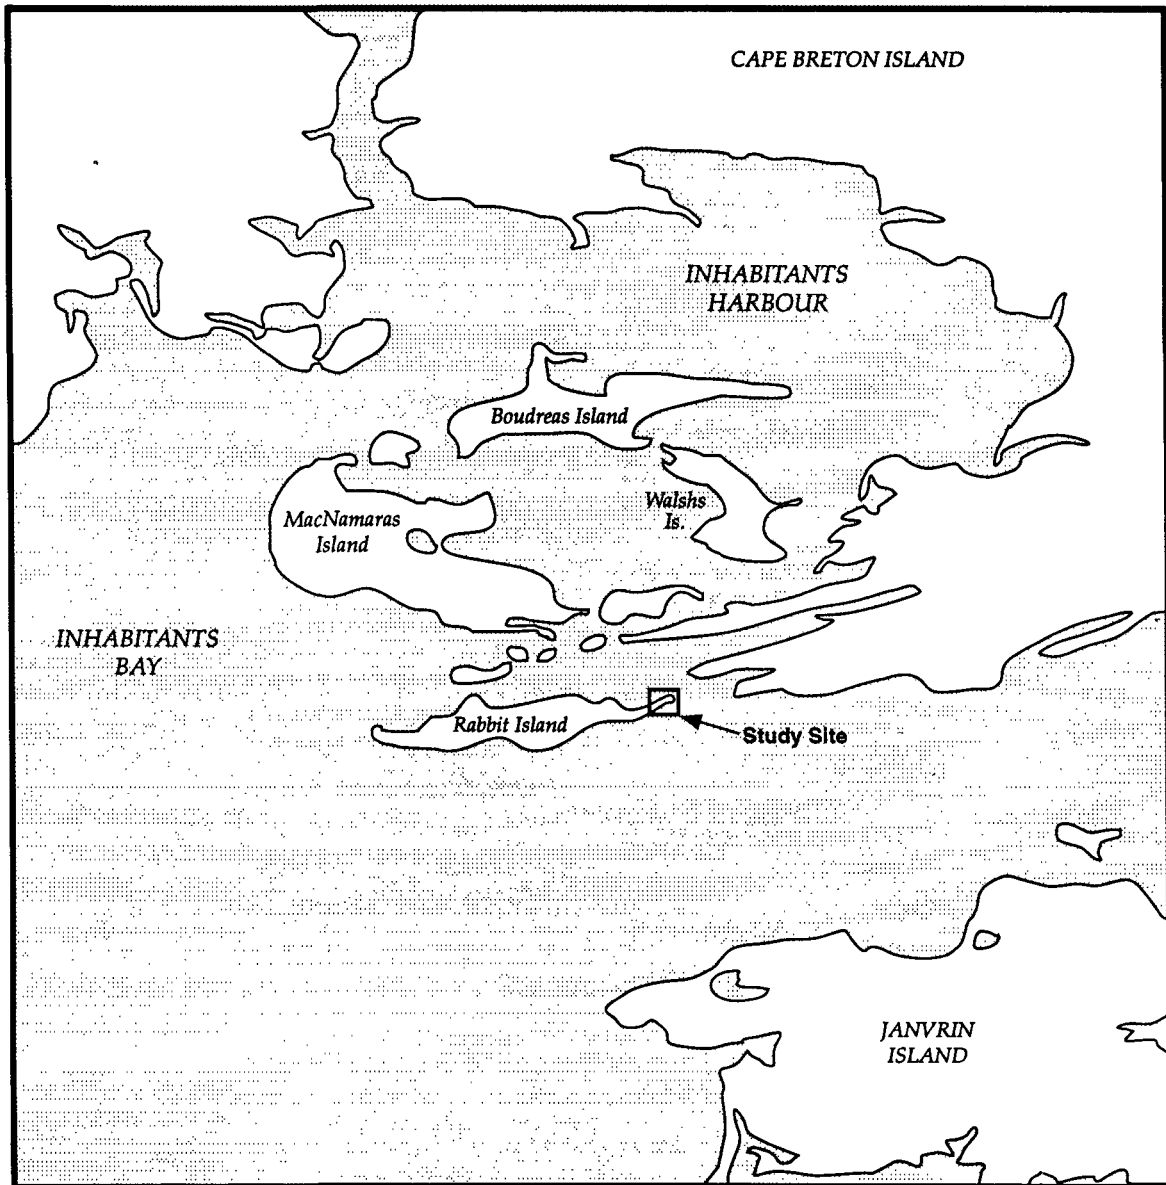 CAPE BRETON ISLAND
INHABITANTS
HARBOUR
Boudreas Island
Walshs
Is.
MacNamaras
Island
INHABITANTS
BAY
Rabbit Island
Study Site
JANVRIN
ISLAND